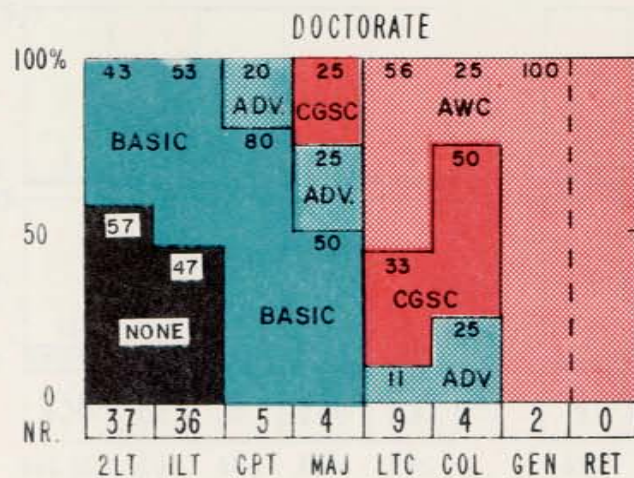 DOCTORATE
100%
43 53 20 25 56 25 100
ADV. CGSC AWC
BASIC 80 25 50
ADV.
50
57 50
47 33
NONE BASIC CGSC 25
11 ADV
0
NR. 37 36 5 4 9 4 2 0
2LT 1LT CPT MAJ LTC COL GEN RET